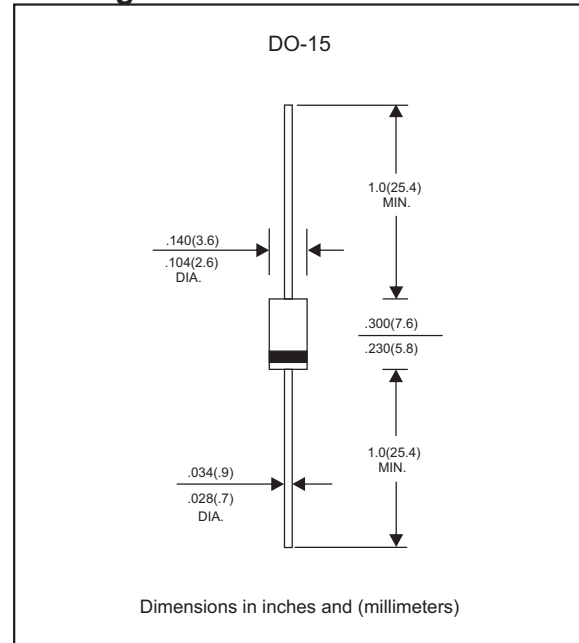 DO-15
1.0(25.4)
MIN.
.140(3.6)
.104(2.6)
DIA.
.300(7.6)
.230(5.8)
1.0(25.4)
MIN.
.034(.9)
.028(.7)
DIA.
Dimensions in inches and (millimeters)